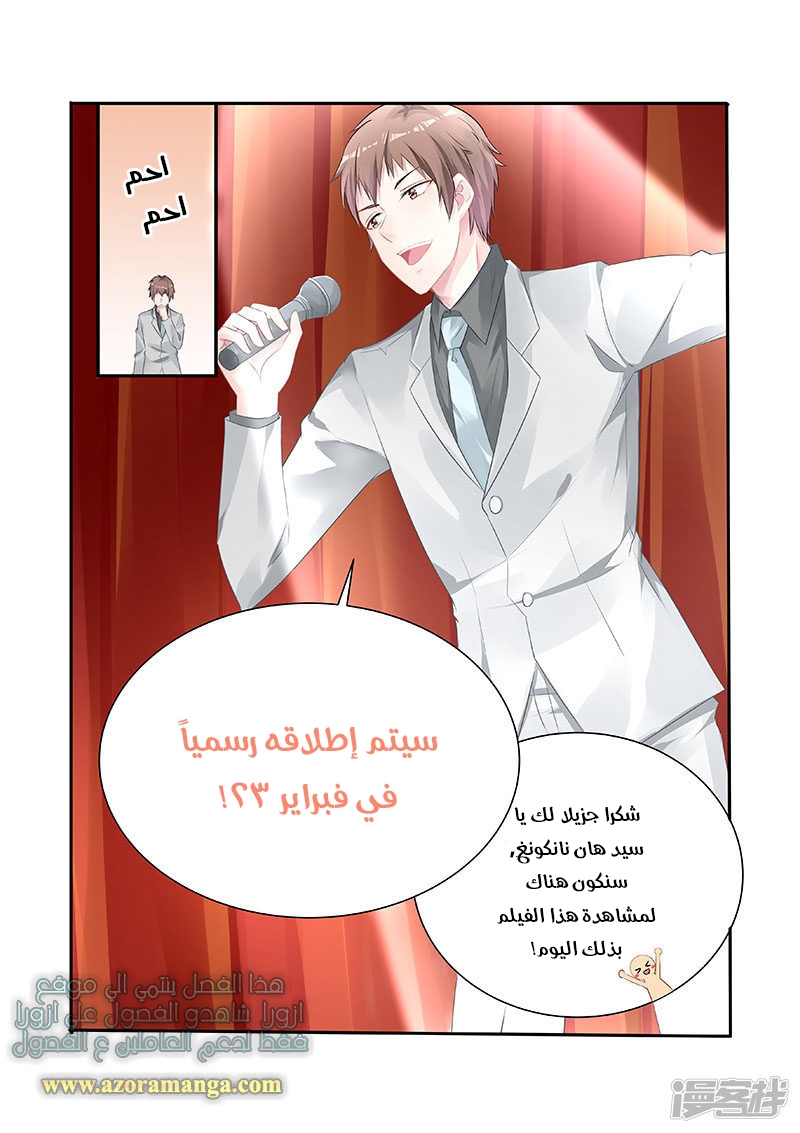 احم
احم
سيتم إطلاقه رسمياً
في فبراير ٢٣!
شكرا جزيلا لك يا
سيد هان نانكونغ,
سنكون هناك
لمشاهدة هذا الفيلم
بذلك اليوم!
هذا الفصل ينتمي الي موقع
ازورا شاهدو الفصول على ازورا
فقط لدعم العاملين ع الفصول
www.azoramanga.com
漫客栈